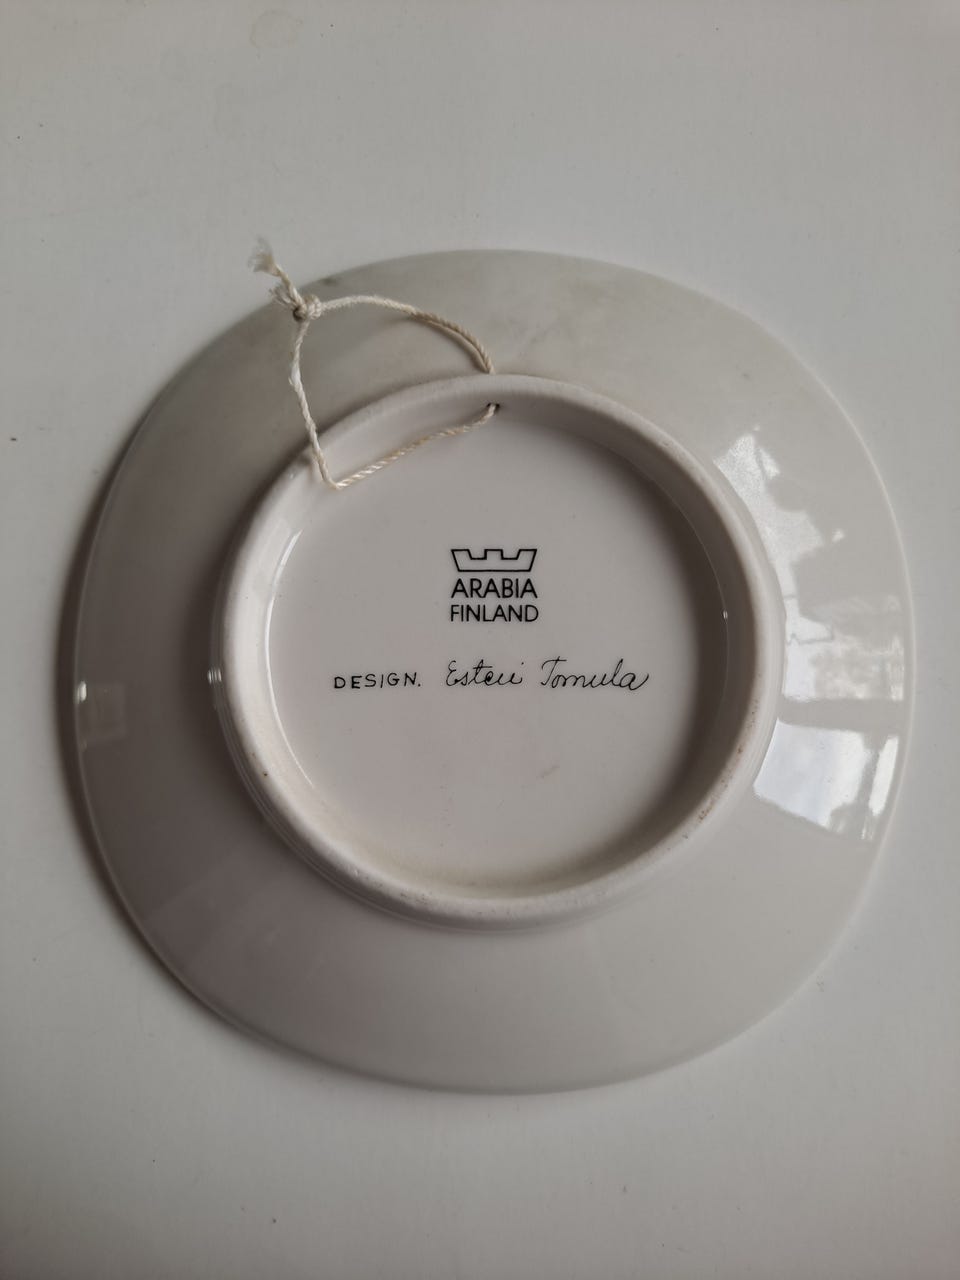 ARABIA
FINLAND
DESIGN. Esteri Tomula